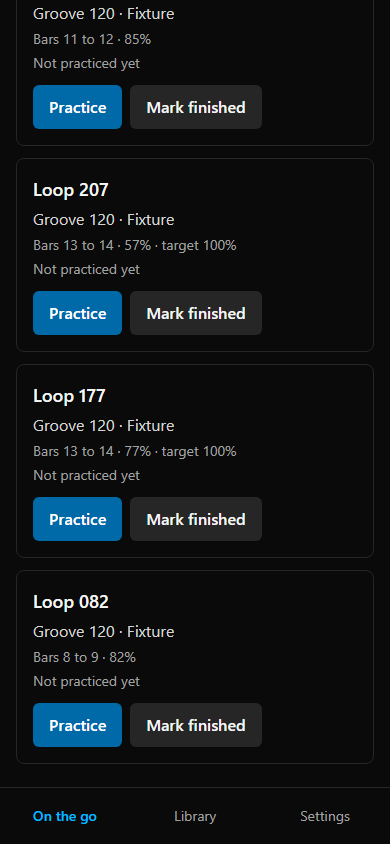 Groove 120 · Fixture
Bars 11 to 12 · 85%
Not practiced yet
Practice Mark finished
Loop 207
Groove 120 · Fixture
Bars 13 to 14 · 57% · target 100%
Not practiced yet
Practice Mark finished
Loop 177
Groove 120 · Fixture
Bars 13 to 14 · 77% · target 100%
Not practiced yet
Practice Mark finished
Loop 082
Groove 120 · Fixture
Bars 8 to 9 · 82%
Not practiced yet
Practice Mark finished
On the go Library Settings